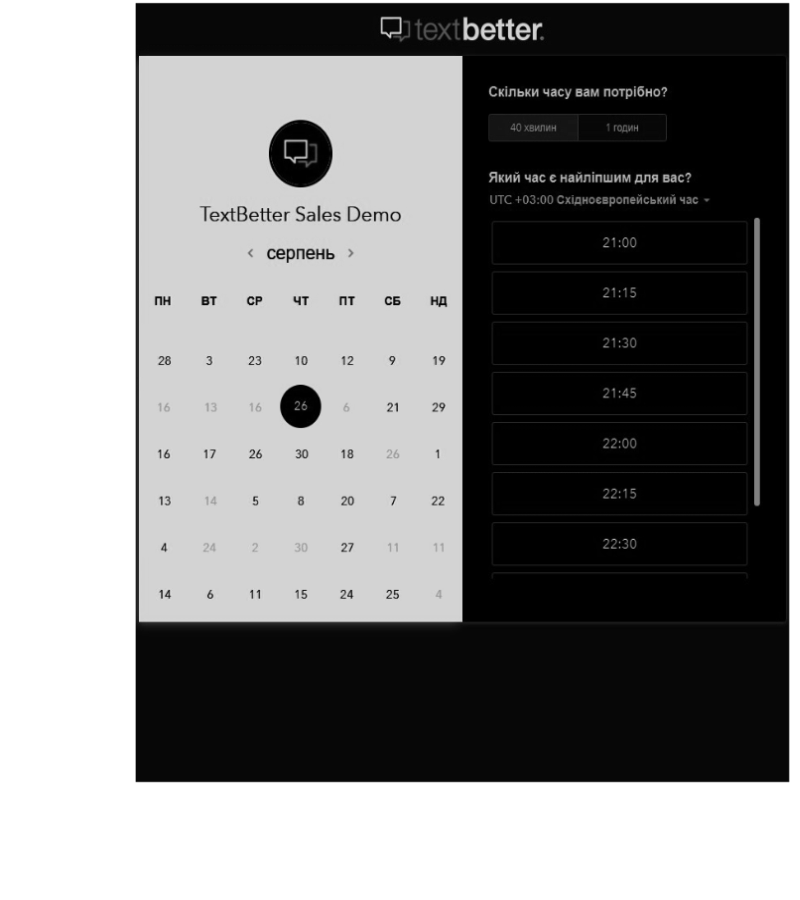 textbetter.
TextBetter Sales Demo
< серпень >
ПН ВТ СР ЧТ ПТ СБ НД
28 3 23 10 12 9 19
16 13 16 26 6 21 29
16 17 26 30 18 26 1
13 14 5 8 20 7 22
4 24 2 30 27 11 11
14 6 11 15 24 25 4
Скільки часу вам потрібно?
40 хвилин 1 годин
Який час є найліпшим для вас?
UTC +03:00 Східноєвропейський час
21:00
21:15
21:30
21:45
22:00
22:15
22:30